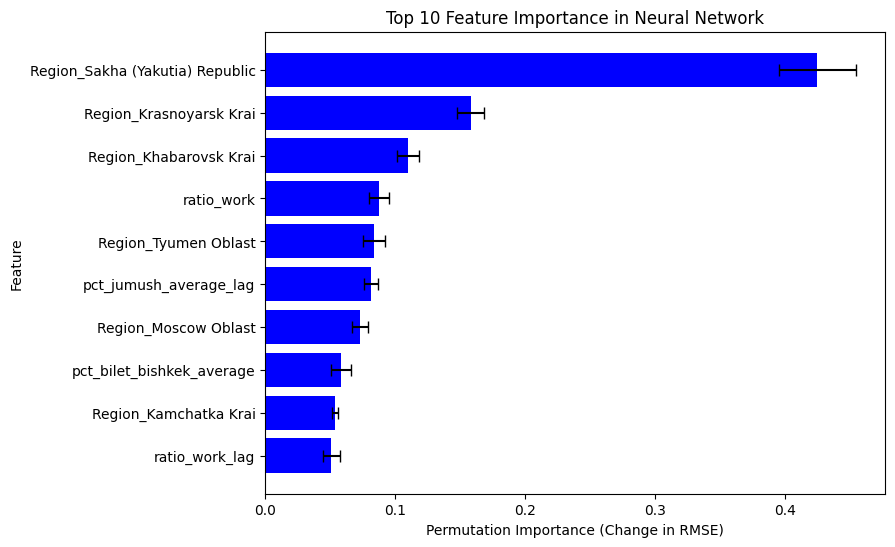 Top 10 Feature Importance in Neural Network
Region_Sakha (Yakutia) Republic
Region_Krasnoyarsk Krai
Region_Khabarovsk Krai
ratio_work
Region_Tyumen Oblast
pct_jumush_average_lag
Region_Moscow Oblast
pct_bilet_bishkek_average
Region_Kamchatka Krai
ratio_work_lag
Feature
0.0 0.1 0.2 0.3 0.4
Permutation Importance (Change in RMSE)